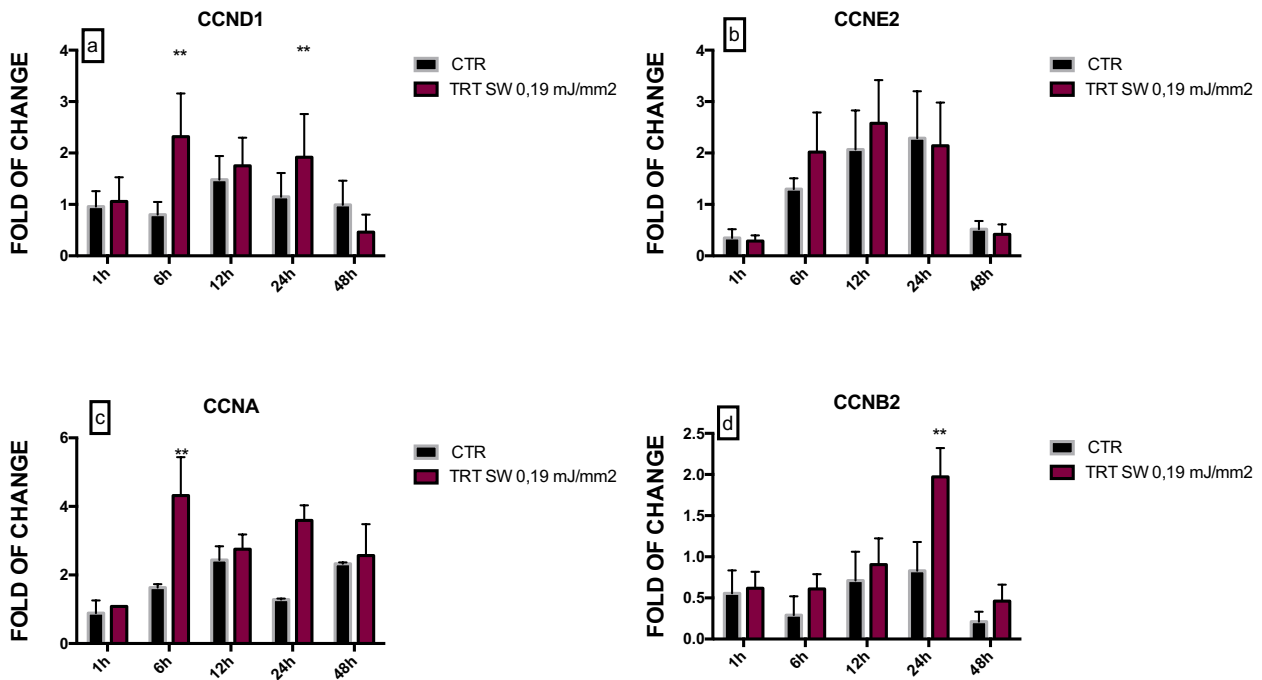 CCND1
a
**
**
4
3
2
1
0
FOLD OF CHANGE
1h
6h
12h
24h
48h
CTR
TRT SW 0,19 mJ/mm2
CCNE2
b
4
3
2
1
0
FOLD OF CHANGE
1h
6h
12h
24h
48h
CTR
TRT SW 0,19 mJ/mm2
CCNA
c
**
6
4
2
0
FOLD OF CHANGE
1h
6h
12h
24h
48h
CTR
TRT SW 0,19 mJ/mm2
CCNB2
d
**
2.5
2.0
1.5
1.0
0.5
0.0
FOLD OF CHANGE
1h
6h
12h
24h
48h
CTR
TRT SW 0,19 mJ/mm2